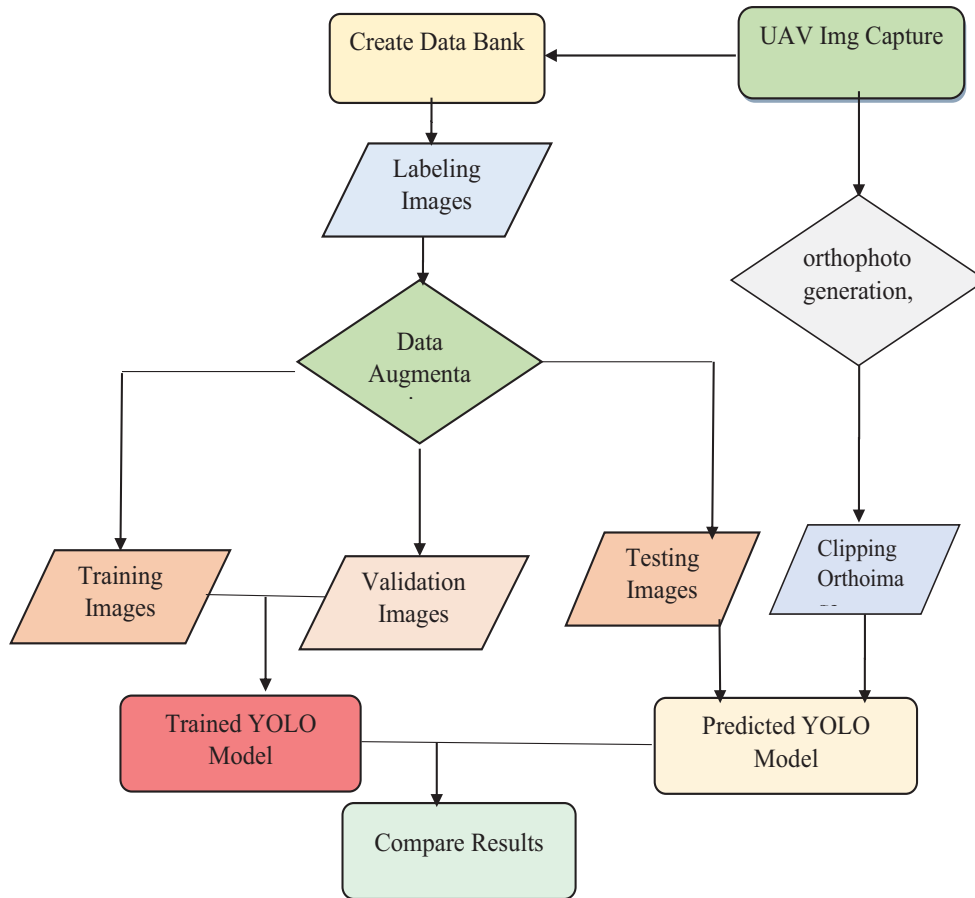 Create Data Bank
UAV Img Capture
Labeling
Images
orthophoto
generation,
Data
Augmenta
Training
Images
Validation
Images
Testing
Images
Clipping
Orthoima
Trained YOLO
Model
Predicted YOLO
Model
Compare Results